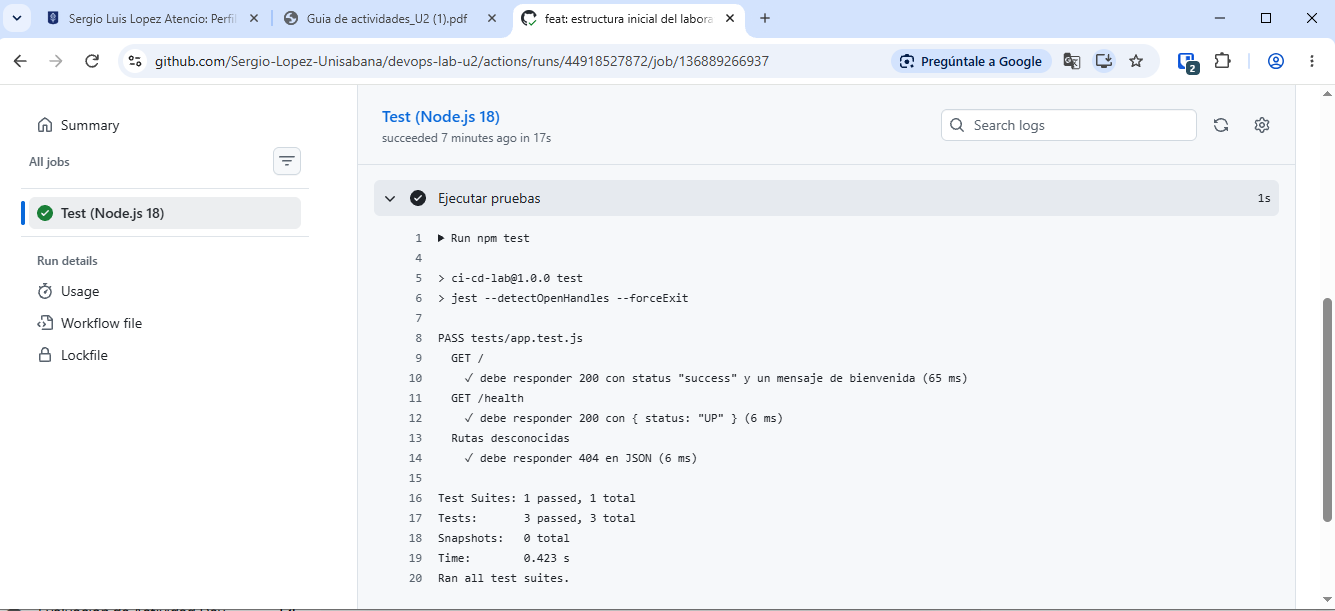 Sergio Luis Lopez Atencio: Perfil
Guia de actividades_U2 (1).pdf
feat: estructura inicial del labora
github.com/Sergio-Lopez-Unisabana/devops-lab-u2/actions/runs/44918527872/job/136889266937
Pregúntale a Google
2
Summary
All jobs
Test (Node.js 18)
Run details
Usage
Workflow file
Lockfile
Test (Node.js 18)
succeeded 7 minutes ago in 17s
Search logs
Ejecutar pruebas
1s
1 Run npm test
4
5 > ci-cd-lab@1.0.0 test
6 > jest --detectOpenHandles --forceExit
7
8 PASS tests/app.test.js
9 GET /
10 ✓ debe responder 200 con status "success" y un mensaje de bienvenida (65 ms)
11 GET /health
12 ✓ debe responder 200 con { status: "UP" } (6 ms)
13 Rutas desconocidas
14 ✓ debe responder 404 en JSON (6 ms)
15
16 Test Suites: 1 passed, 1 total
17 Tests: 3 passed, 3 total
18 Snapshots: 0 total
19 Time: 0.423 s
20 Ran all test suites.